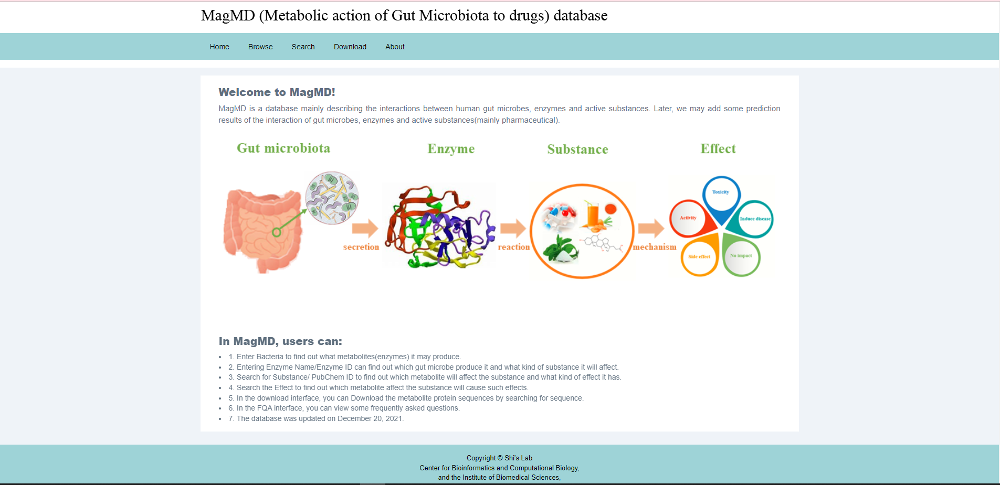 MagMD (Metabolic action of Gut Microbiota to drugs) database
Home Browse Search Download About
Welcome to MagMD!
MagMD is a database mainly describing the interactions between human gut microbes, enzymes and active substances. Later, we may add some prediction
results of the interaction of gut microbes, enzymes and active substances(mainly pharmaceutical).
Gut microbiota Enzyme Substance Effect
Toxicity
Activity
Induce disease
secretion
reaction
mechanism
Side effect
No impact
In MagMD, users can:
• 1. Enter Bacteria to find out what metabolites(enzymes) it may produce.
• 2. Entering Enzyme Name/Enzyme ID can find out which gut microbe produce it and what kind of substance it will affect.
• 3. Search for Substance/ PubChem ID to find out which metabolite will affect the substance and what kind of effect it has.
• 4. Search the Effect to find out which metabolite affect the substance will cause such effects.
• 5. In the download interface, you can Download the metabolite protein sequences by searching for sequence.
• 6. In the FQA interface, you can view some frequently asked questions.
• 7. The database was updated on December 20, 2021.
Copyright © Shi's Lab
Center for Bioinformatics and Computational Biology,
and the Institute of Biomedical Sciences,